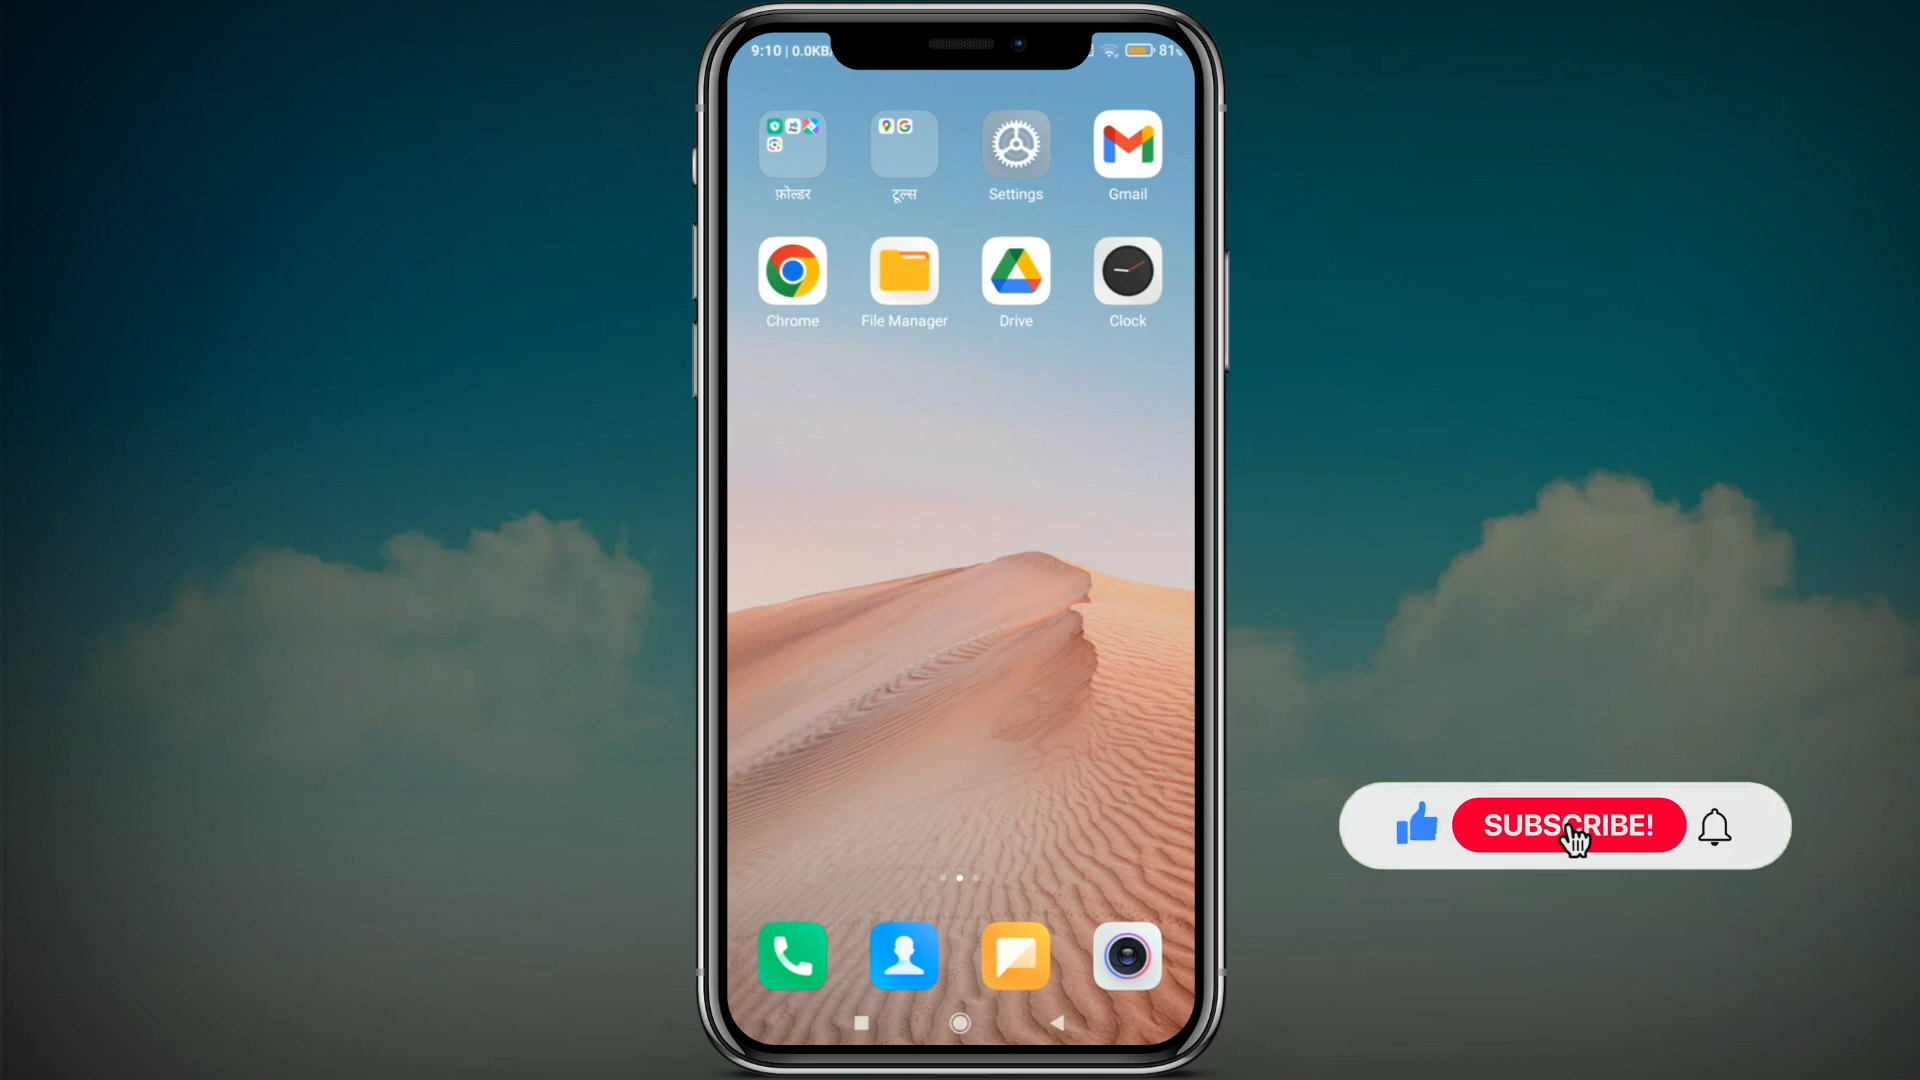 9:10 | 0.0KB
81%
फ़ोल्डर
टूल्स
Settings
Gmail
Chrome
File Manager
Drive
Clock
SUBSCRIBE!